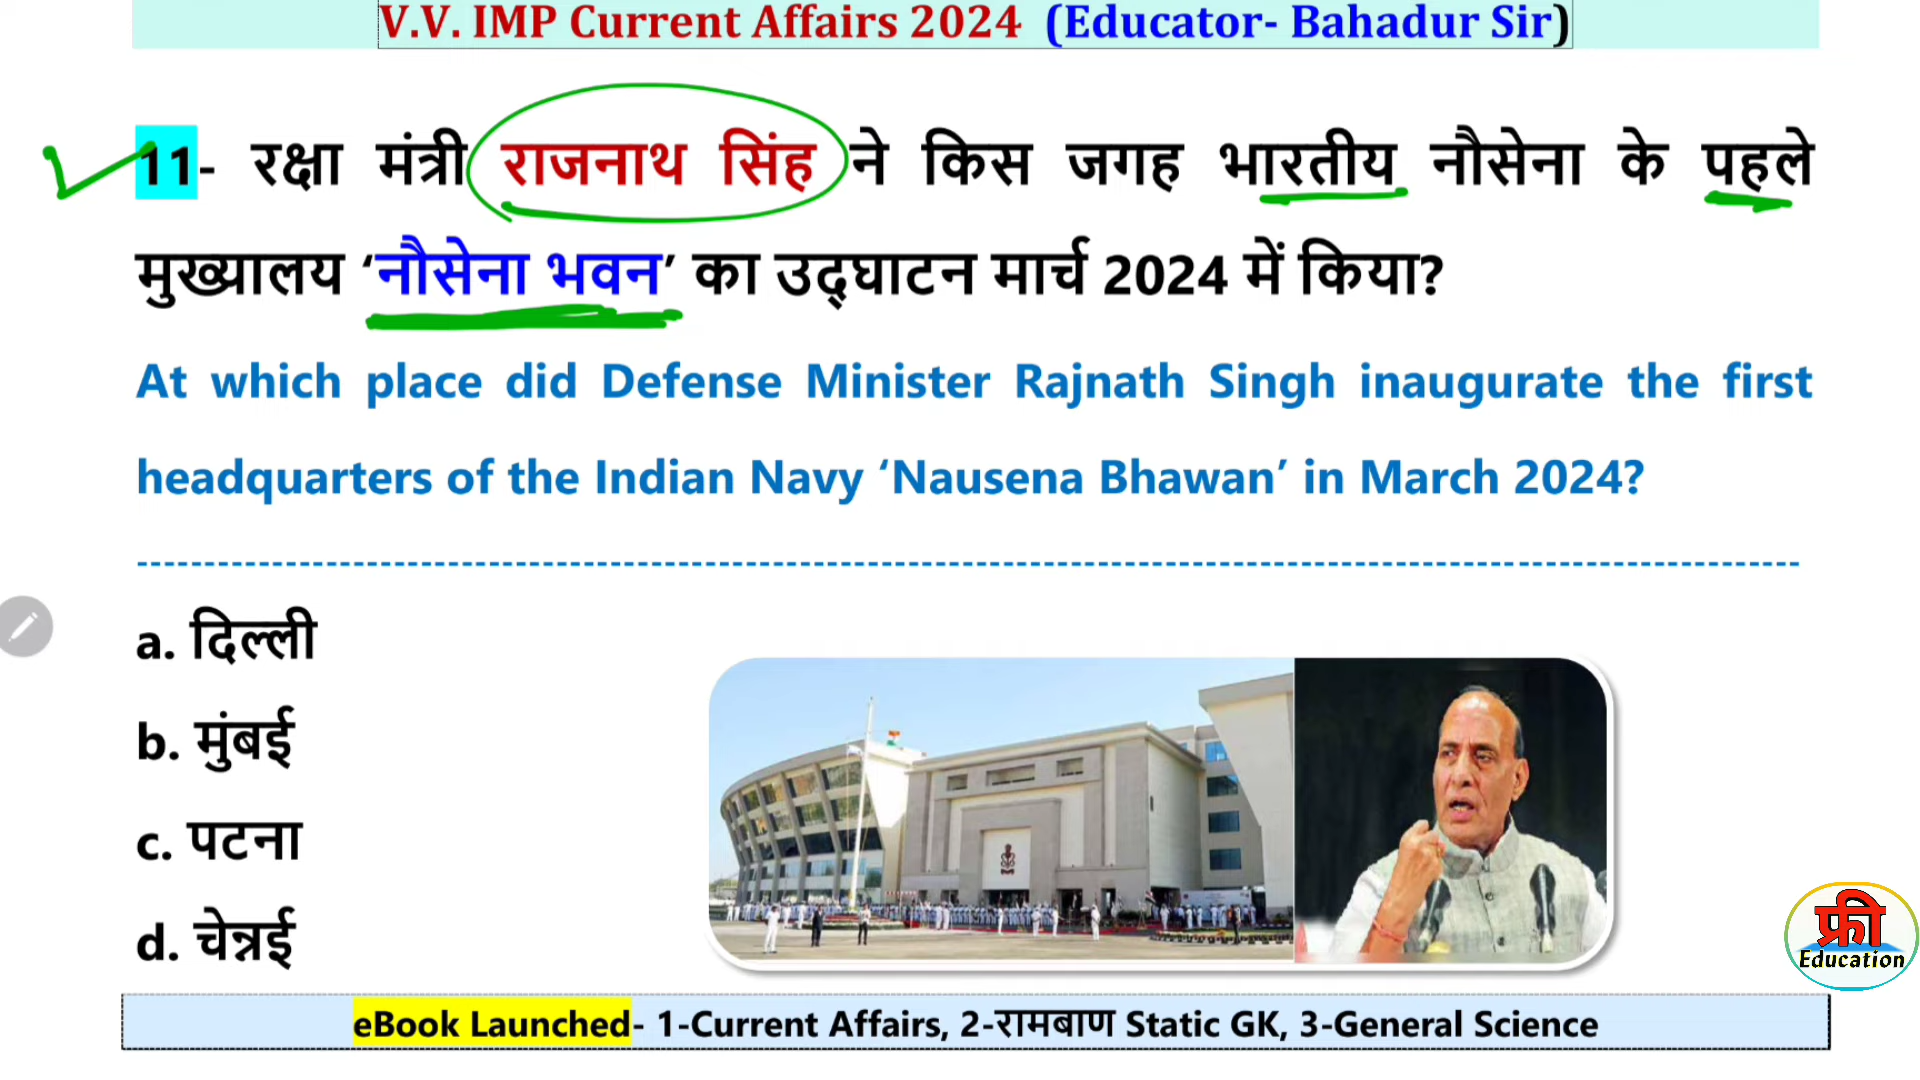 V.V. IMP Current Affairs 2024 (Educator- Bahadur Sir)
11- रक्षा मंत्री राजनाथ सिंह ने किस जगह भारतीय नौसेना के पहले
मुख्यालय ‘नौसेना भवन’ का उद्घाटन मार्च 2024 में किया?
At which place did Defense Minister Rajnath Singh inaugurate the first
headquarters of the Indian Navy ‘Nausena Bhawan’ in March 2024?
a. दिल्ली
b. मुंबई
c. पटना
d. चेन्नई
फ्री
Education
eBook Launched- 1-Current Affairs, 2-रामबाण Static GK, 3-General Science